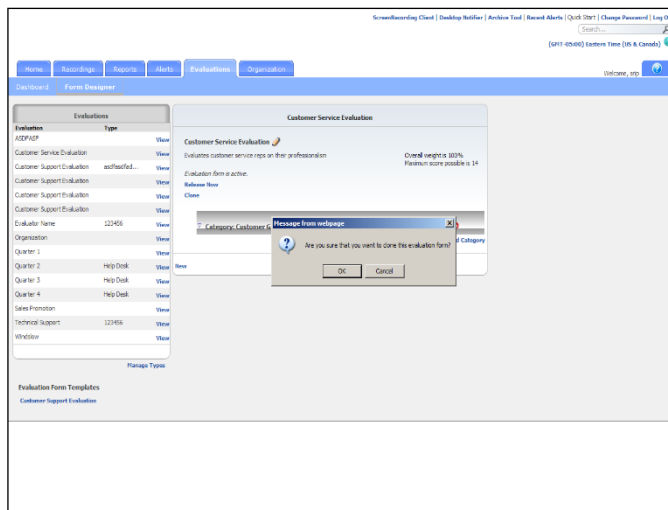 ScreenRecording Client | Desktop Notifier | Archive Tool | Recent Alerts | Quick Start | Change Password | Log O
Search...
(GMT-05:00) Eastern Time (US & Canada)
Home Recordings Reports Alerts Evaluations Organization
Welcome, srip
Dashboard Form Designer
Evaluations
Evaluation Type
ASDFASF View
Customer Service Evaluation View
Customer Support Evaluation asdfasdfad... View
Customer Support Evaluation View
Customer Support Evaluation View
Customer Support Evaluation View
Evaluator Name 123456 View
Organization View
Quarter 1 View
Quarter 2 Help Desk View
Quarter 3 Help Desk View
Quarter 4 Help Desk View
Sales Promotion View
Technical Support 123456 View
Winddow View
Manage Types
Evaluation Form Templates
Customer Support Evaluation
Customer Service Evaluation
Customer Service Evaluation
Evaluates customer service reps on their professionalism
Overall weight is 100%
Maximum score possible is 14
Evaluation form is active.
Release Now
Clone
Category: Customer G
d Category
New
Message from webpage
Are you sure that you want to clone this evaluation form?
OK Cancel